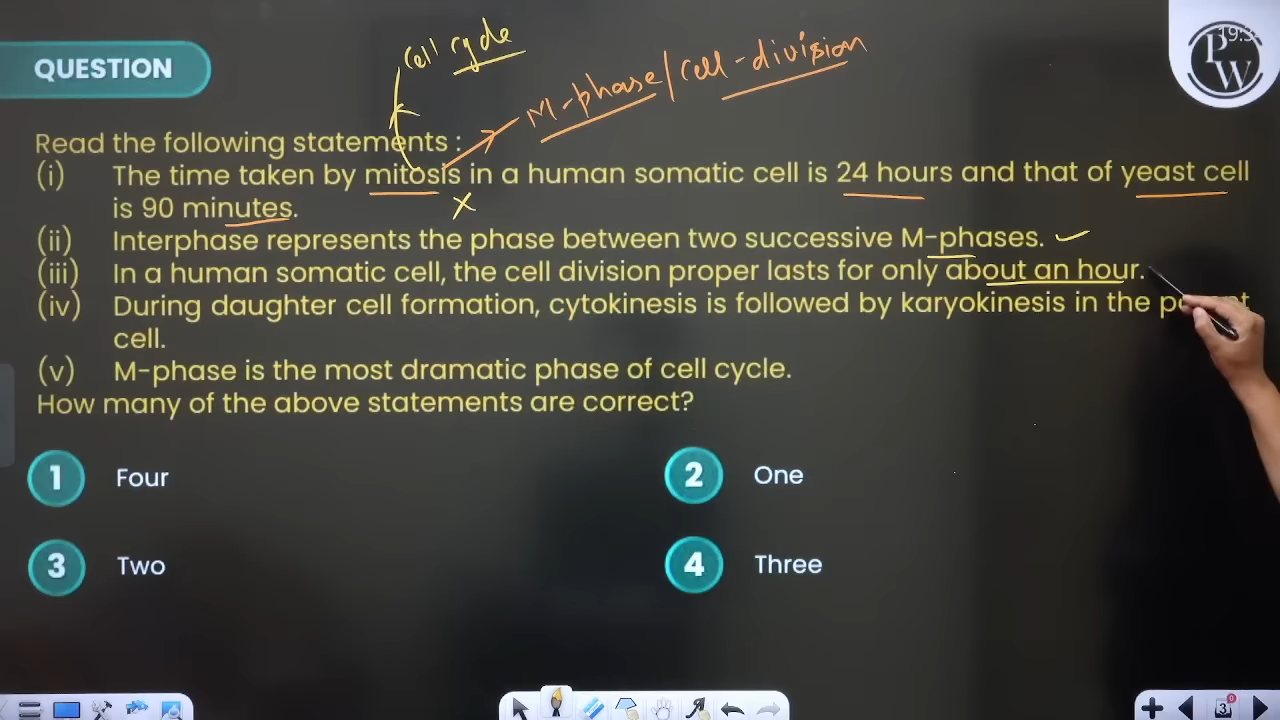 cell cycle
M-phase/cell-division
19:3
PW
QUESTION
Read the following statements :
(i) The time taken by mitosis in a human somatic cell is 24 hours and that of yeast cell
is 90 minutes.
(ii) Interphase represents the phase between two successive M-phases.
(iii) In a human somatic cell, the cell division proper lasts for only about an hour.
(iv) During daughter cell formation, cytokinesis is followed by karyokinesis in the
cell.
(v) M-phase is the most dramatic phase of cell cycle.
How many of the above statements are correct?
1 Four
2 One
3 Two
4 Three
3